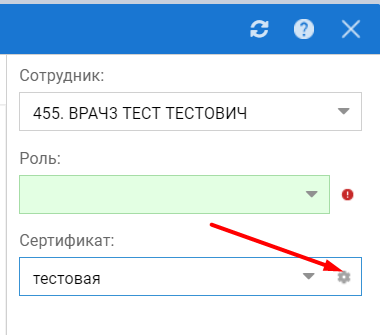 Сотрудник:
455. ВРАЧ3 ТЕСТ ТЕСТОВИЧ
Роль:
Сертификат:
тестовая